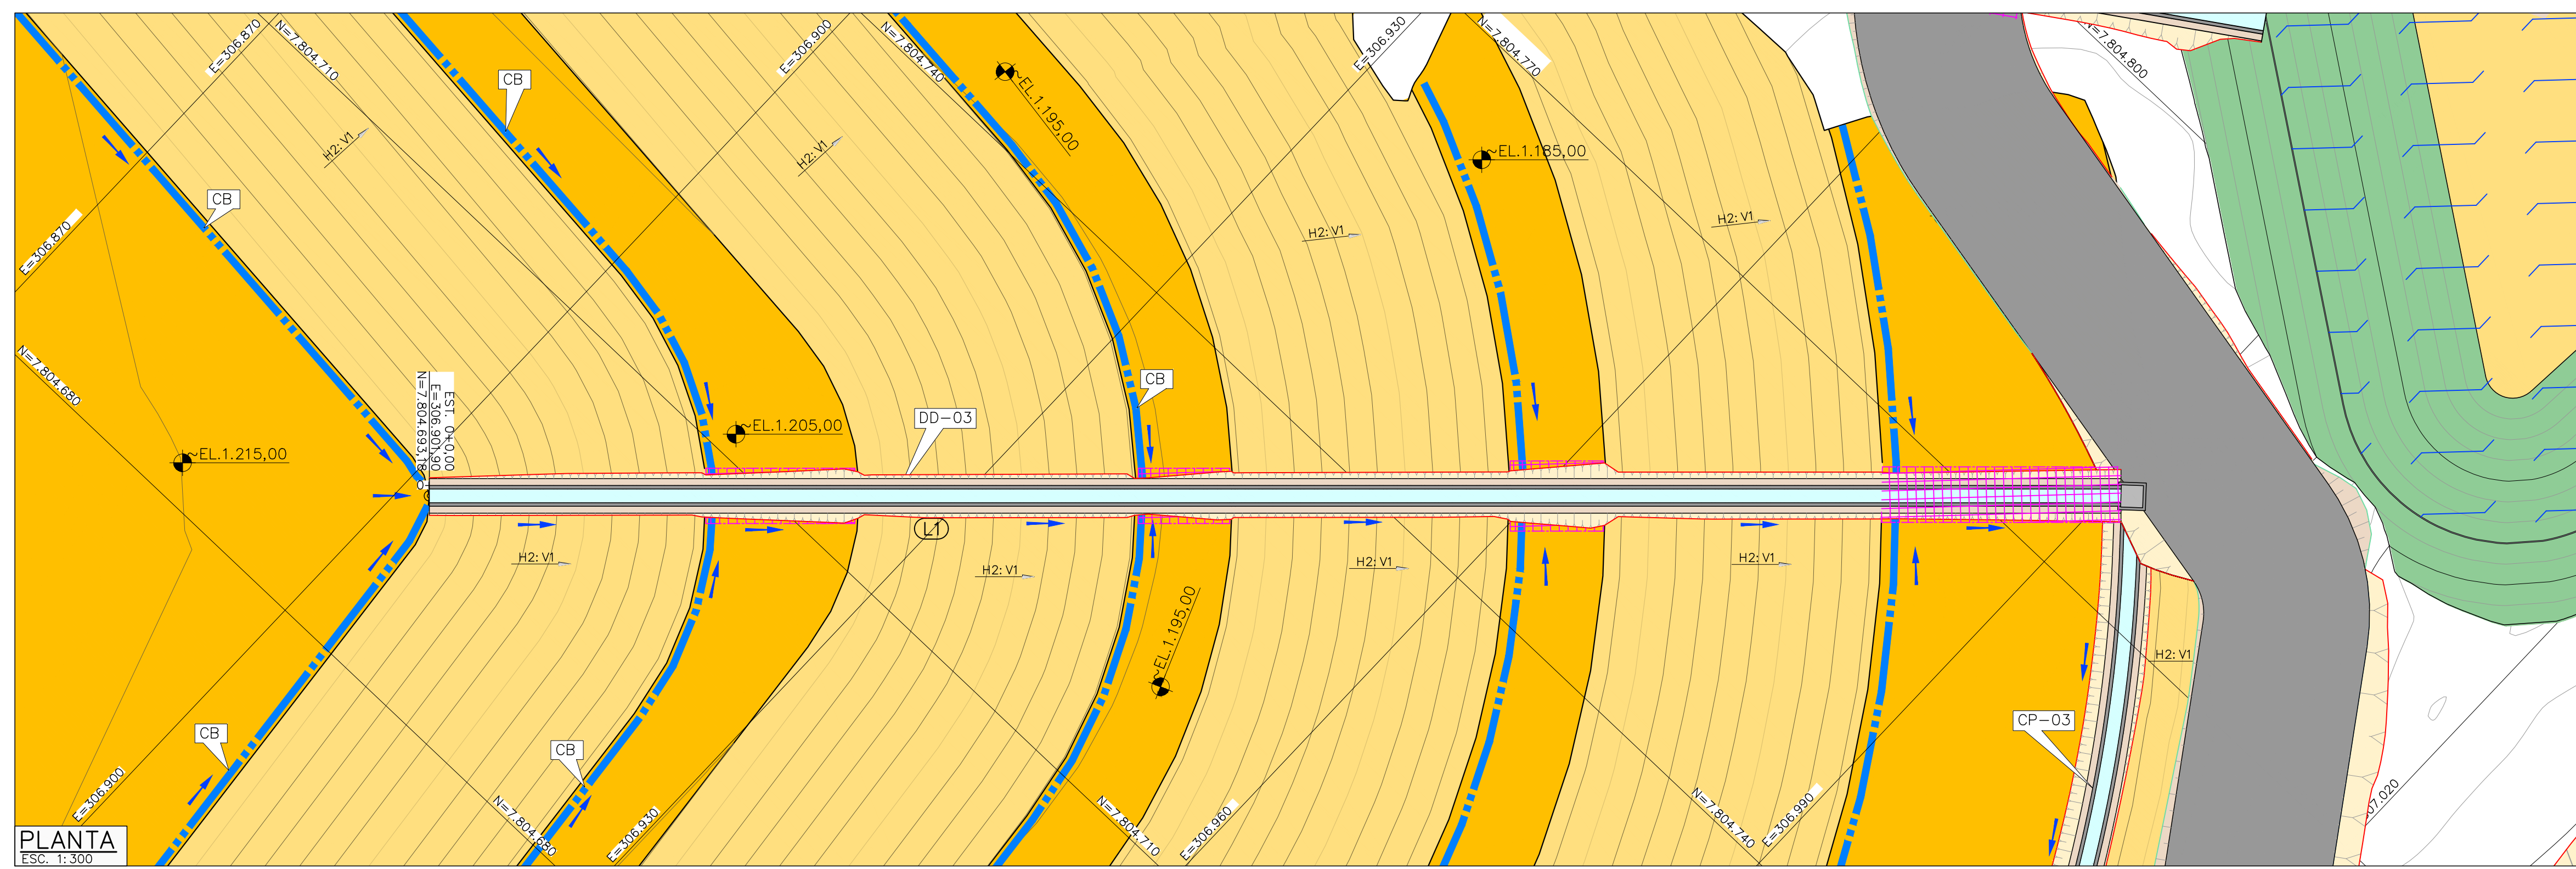 E=306.870
N=7.804.710
E=306.900
N=7.804.740
E=306.930
N=7.804.770
N=7.804.800
CB
~EL.1.195,00
H2: V1
H2: V1
~EL.1.185,00
CB
H2: V1
H2: V1
E=306.870
N=7.804.680
EST. 0+0,00
E=306.901,90
N=7.804.693,18
CB
DD-03
~EL.1.205,00
~EL.1.215,00
0
L1
H2: V1
H2: V1
H2: V1
H2: V1
~EL.1.195,00
H2: V1
CB
CB
CP-03
E=306.900
N=7.804.680
E=306.930
N=7.804.710
E=306.960
N=7.804.740
E=306.990
07.020
PLANTA
ESC. 1:300